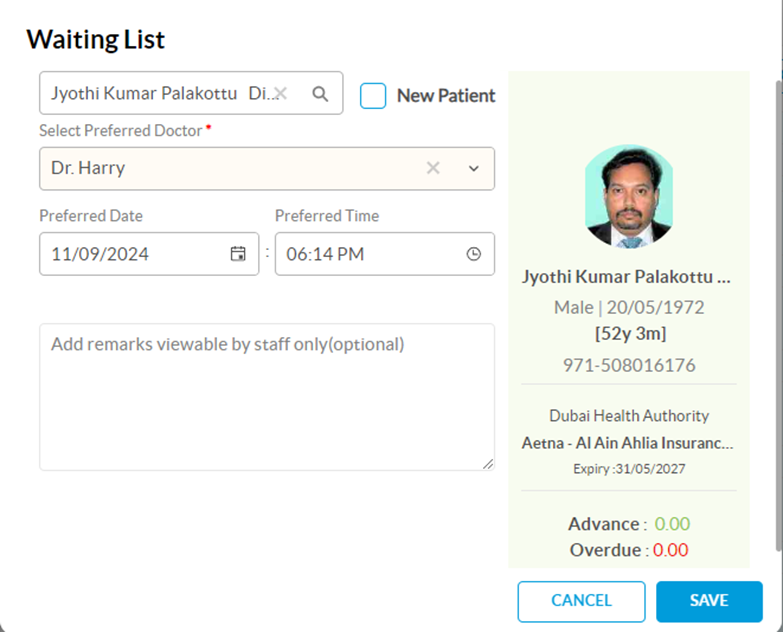 Waiting List
Jyothi Kumar Palakottu Di...
New Patient
Select Preferred Doctor *
Dr. Harry
Preferred Date
Preferred Time
11/09/2024
:
06:14 PM
Add remarks viewable by staff only(optional)
Jyothi Kumar Palakottu ...
Male | 20/05/1972
[52y 3m]
971-508016176
Dubai Health Authority
Aetna - Al Ain Ahlia Insuranc...
Expiry :31/05/2027
Advance : 0.00
Overdue : 0.00
CANCEL
SAVE